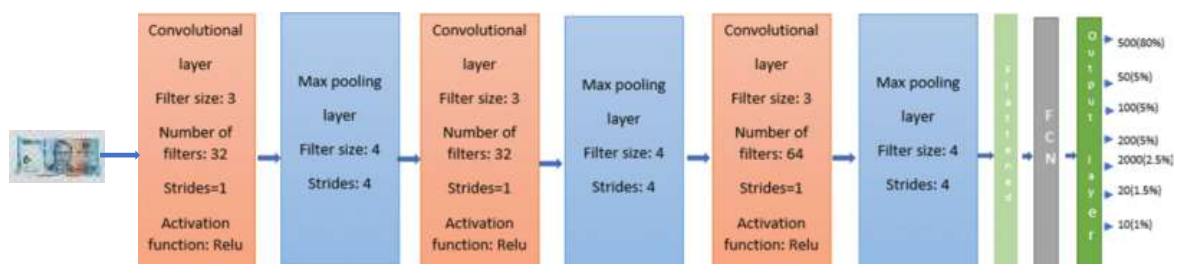 Convolutional
layer
Filter size: 3
Number of
filters: 32
Strides=1
Activation
function: Relu
Max pooling
layer
Filter size: 4
Strides: 4
Convolutional
layer
Filter size: 3
Number of
filters: 32
Strides=1
Activation
function: Relu
Max pooling
layer
Filter size: 4
Strides: 4
Convolutional
layer
Filter size: 3
Number of
filters: 64
Strides=1
Activation
function: Relu
Max pooling
layer
Filter size: 4
Strides: 4
Flattened
FCN
Output layer
500(80%)
50(5%)
100(5%)
200(5%)
2000(2.5%)
20(1.5%)
10(1%)